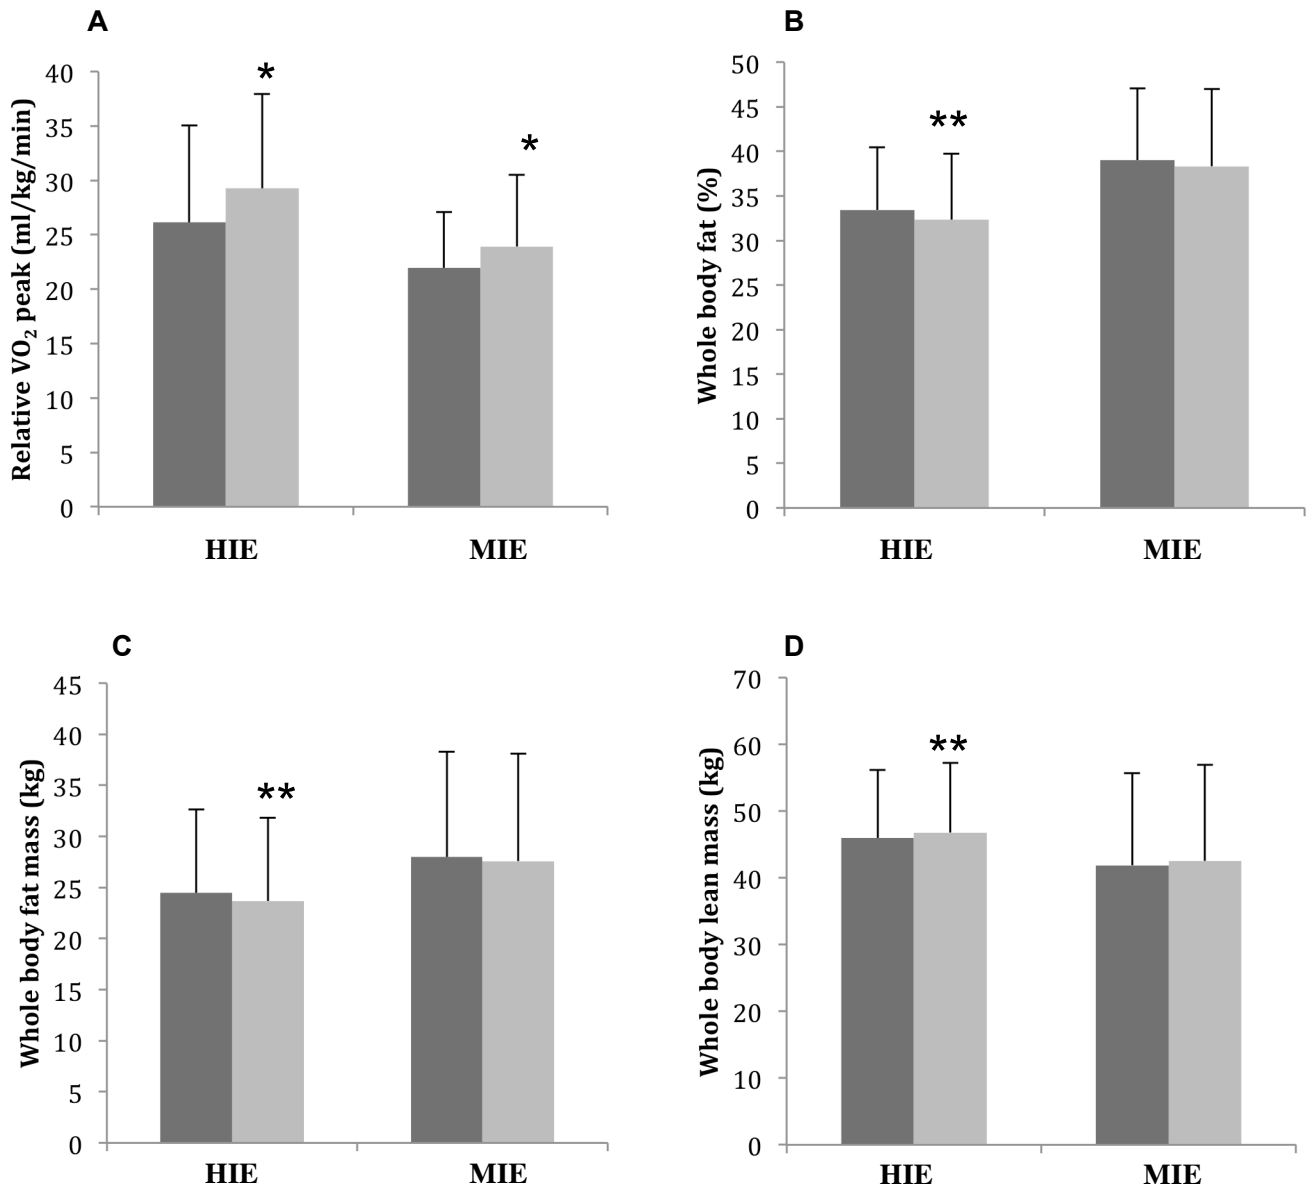 A
Relative VO₂ peak (ml/kg/min)
40
35
30
25
20
15
10
5
0
*
*
HIE
MIE
B
Whole body fat (%)
50
45
40
35
30
25
20
15
10
5
0
**
HIE
MIE
C
Whole body fat mass (kg)
45
40
35
30
25
20
15
10
5
0
**
HIE
MIE
D
Whole body lean mass (kg)
70
60
50
40
30
20
10
0
**
HIE
MIE